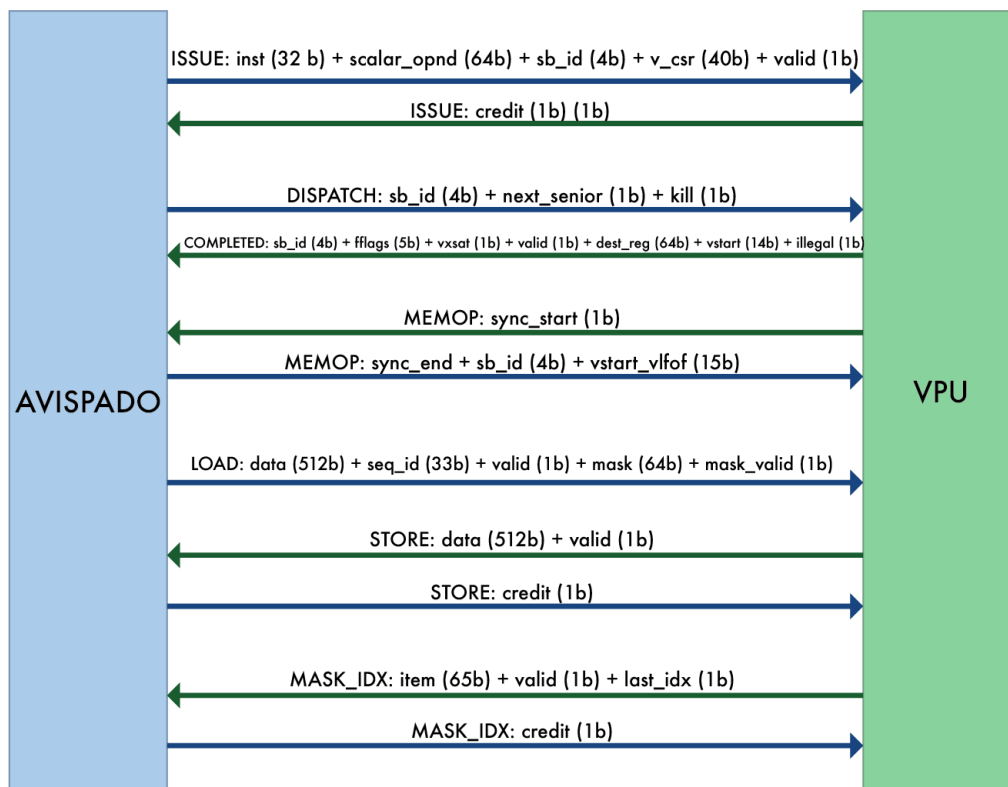 ISSUE: inst (32 b) + scalar_opnd (64b) + sb_id (4b) + v_csr (40b) + valid (1b)
ISSUE: credit (1b) (1b)
DISPATCH: sb_id (4b) + next_senior (1b) + kill (1b)
COMPLETED: sb_id (4b) + fflags (5b) + vxsat (1b) + valid (1b) + dest_reg (64b) + vstart (14b) + illegal (1b)
MEMOP: sync_start (1b)
MEMOP: sync_end + sb_id (4b) + vstart_vlfof (15b)
AVISPADO
VPU
LOAD: data (512b) + seq_id (33b) + valid (1b) + mask (64b) + mask_valid (1b)
STORE: data (512b) + valid (1b)
STORE: credit (1b)
MASK_IDX: item (65b) + valid (1b) + last_idx (1b)
MASK_IDX: credit (1b)